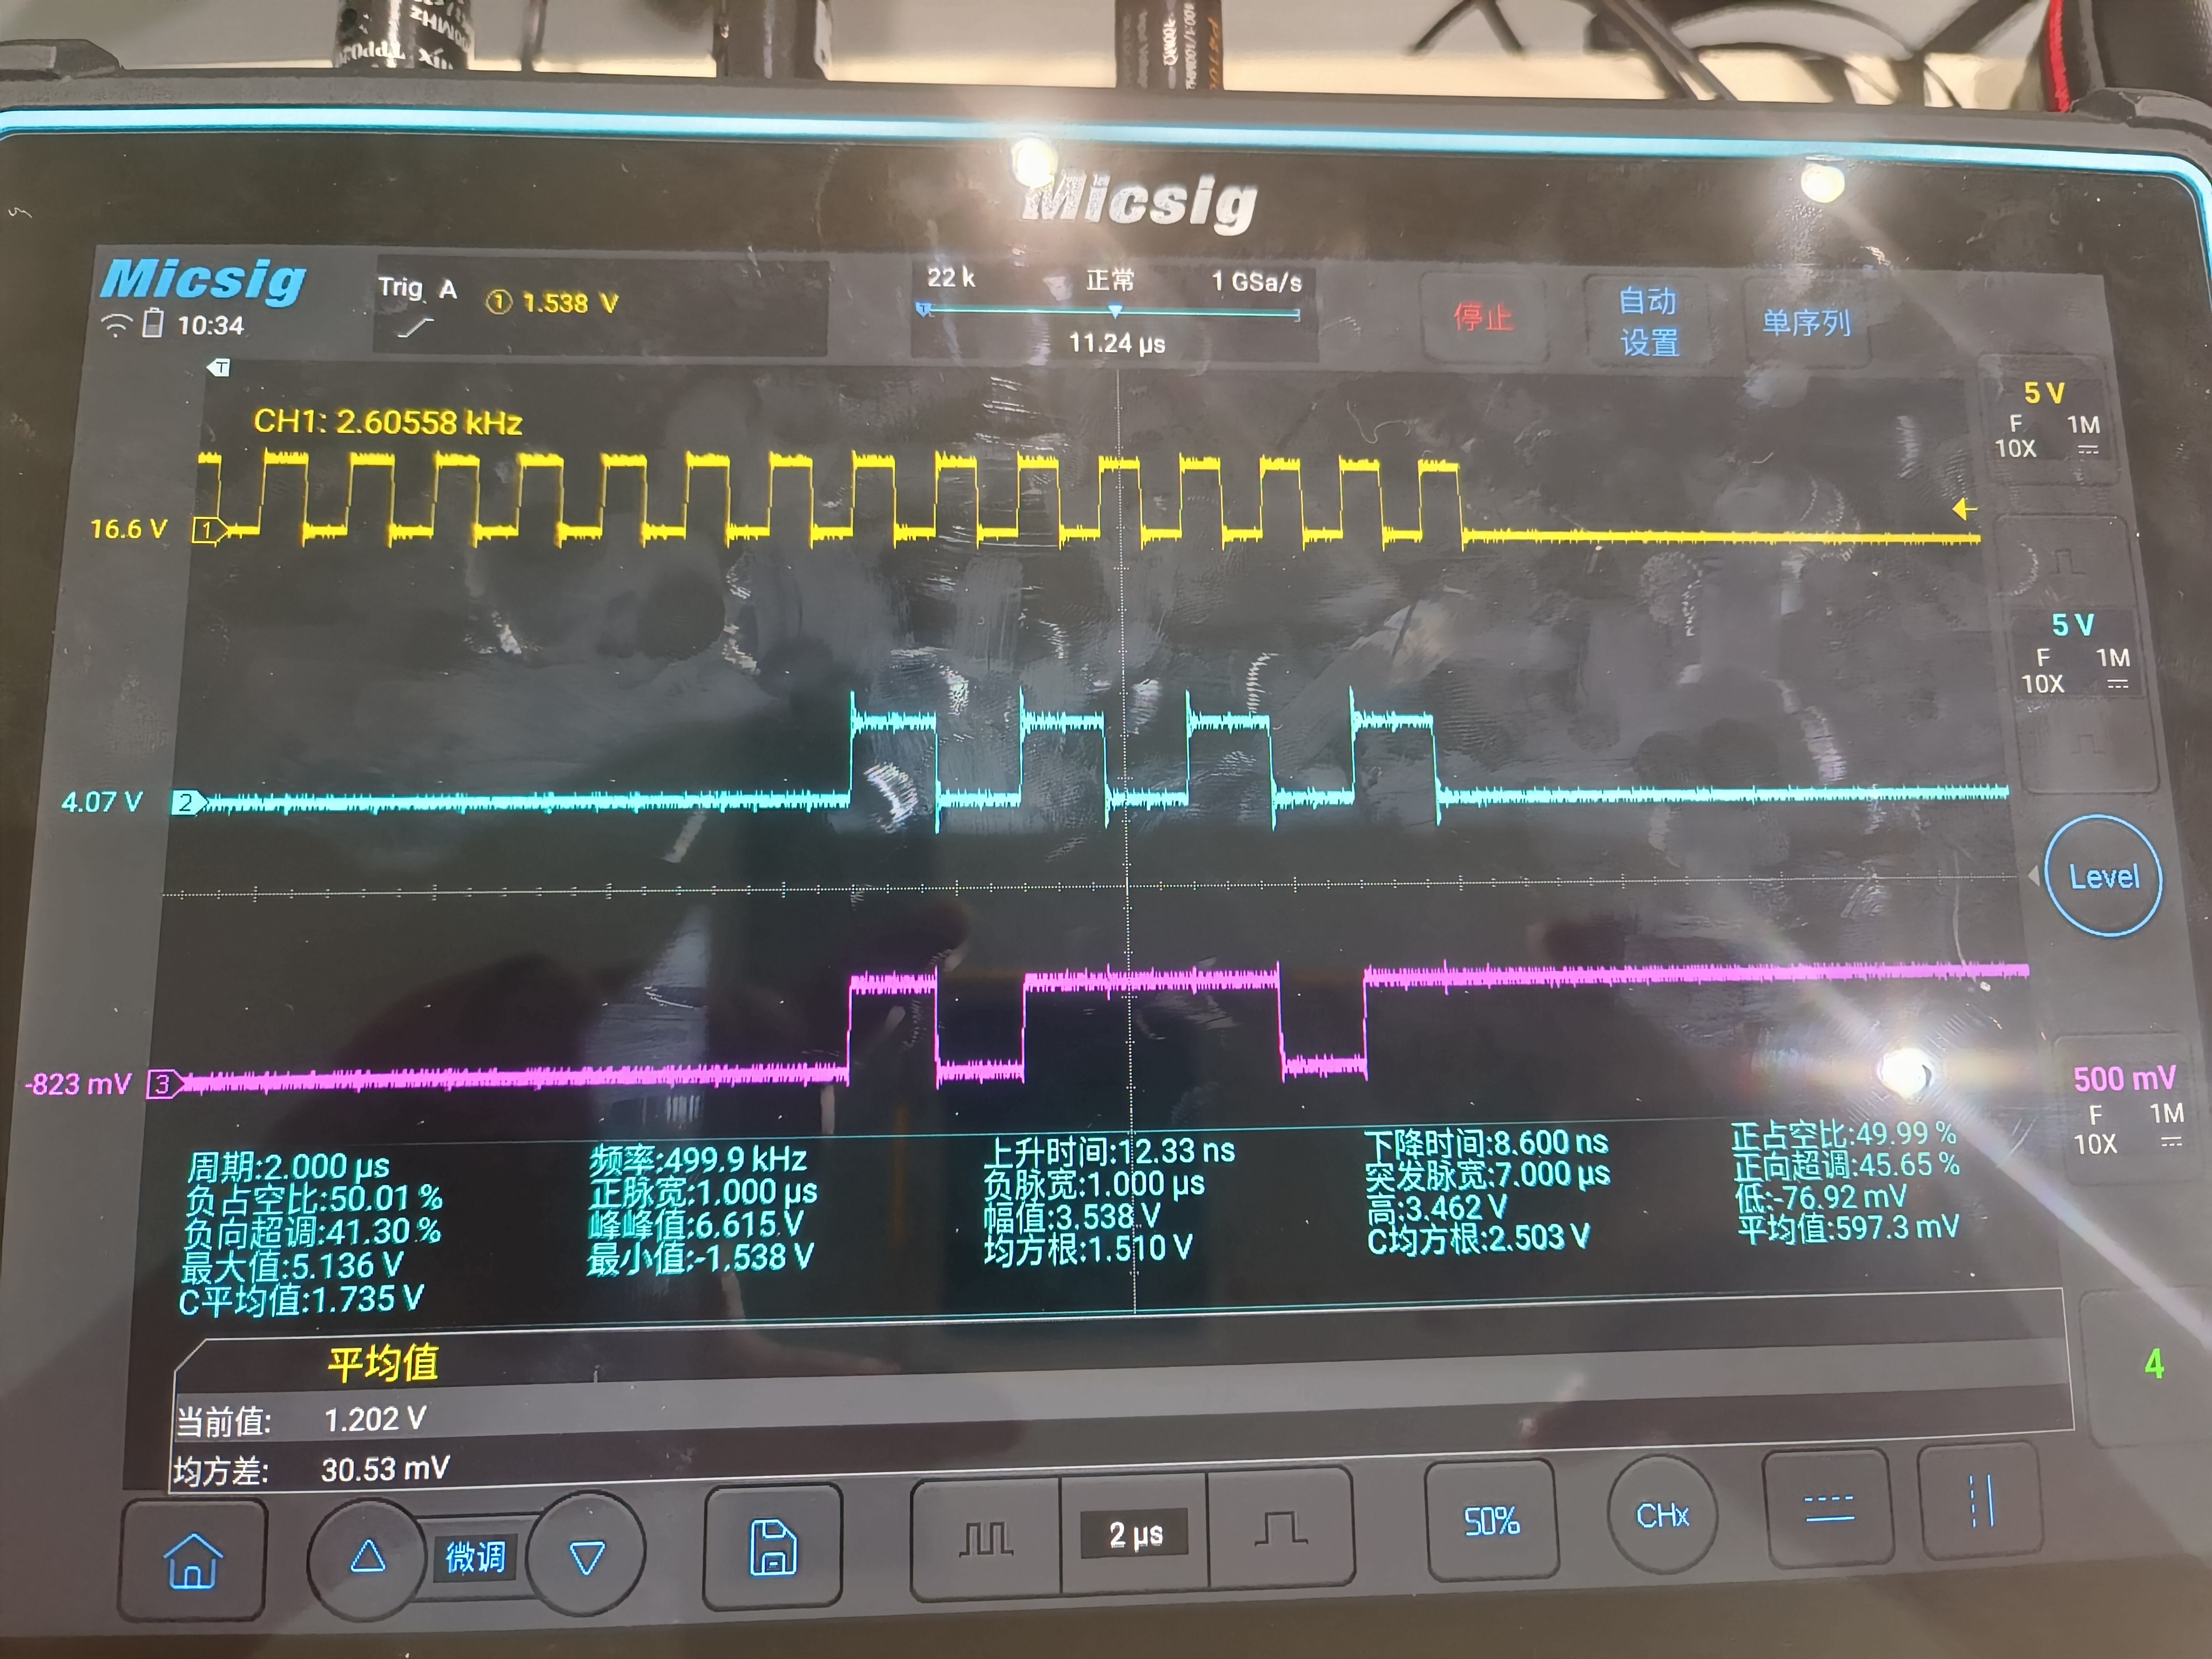 Micsig
Micsig
10:34
Trig A
① 1.538 V
22 k 正常 1 GSa/s
T
11.24 μs
停止
自动
设置
单序列
T
CH1: 2.60558 kHz
5 V
F 1M
10X
16.6 V 1
5 V
F 1M
10X
4.07 V 2
Level
-823 mV 3
500 mV
F 1M
10X
周期:2.000 μs 频率:499.9 kHz 上升时间:12.33 ns 下降时间:8.600 ns 正占空比:49.99 %
负占空比:50.01 % 正脉宽:1.000 μs 负脉宽:1.000 μs 突发脉宽:7.000 μs 正向超调:45.65 %
负向超调:41.30 % 峰峰值:6.615 V 幅值:3.538 V 高:3.462 V 低:-76.92 mV
最大值:5.136 V 最小值:-1.538 V 均方根:1.510 V C均方根:2.503 V 平均值:597.3 mV
C平均值:1.735 V
平均值
当前值: 1.202 V
均方差: 30.53 mV
4
微调
2 μs
50%
CHx